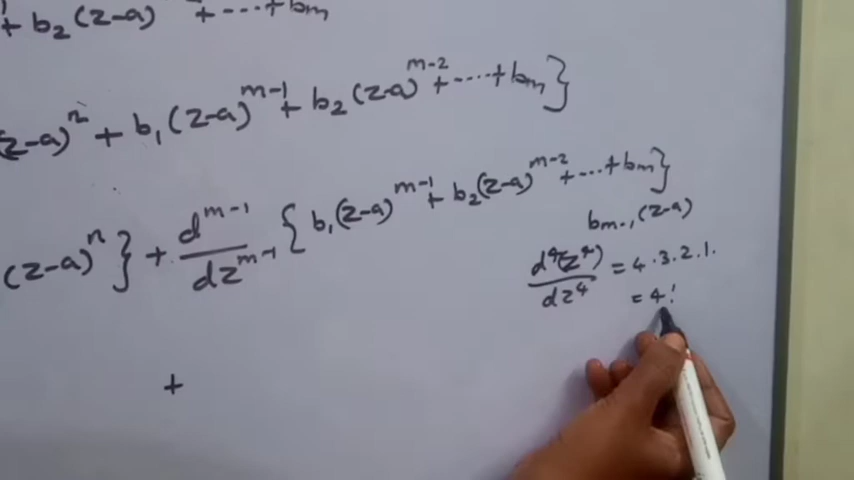 + b₂(z-a) + ---- + bₘ
(z-a)ⁿ + b₁(z-a)^{m-1} + b₂(z-a)^{m-2} + ---- + bₘ}
(z-a)ⁿ} + d^{m-1}/dz^{m-1} {b₁(z-a)^{m-1} + b₂(z-a)^{m-2} + ... + bₘ}
b_{m-1}(z-a)
d⁴(z⁴)/dz⁴ = 4.3.2.1.
= 4!
+